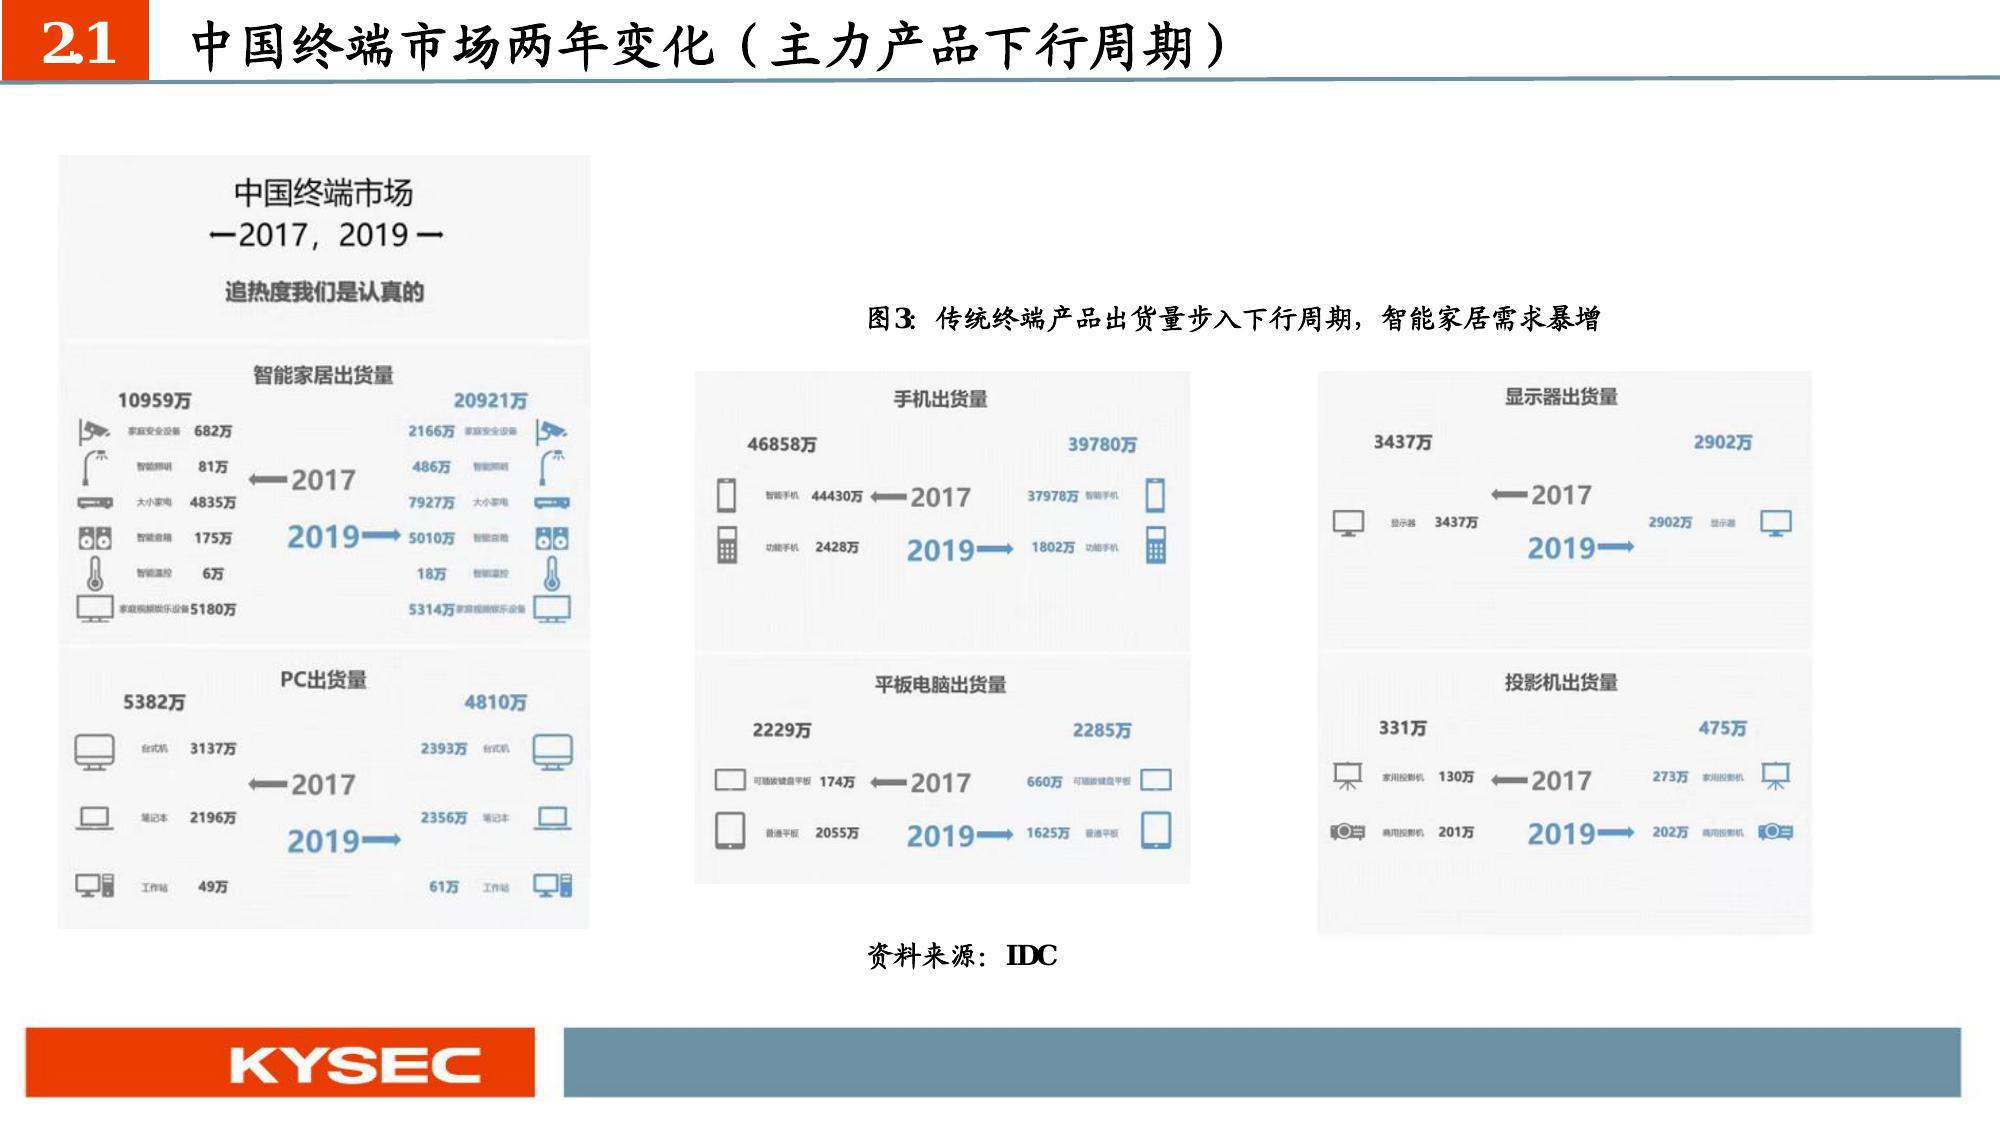 2.1 中国终端市场两年变化（主力产品下行周期）
中国终端市场
2017，2019
追热度我们是认真的
智能家居出货量
10959万 20921万
家庭安全设备 682万 2166万 家庭安全设备
智能照明 81万 486万 智能照明
2017
大小家电 4835万 7927万 大小家电
智能音箱 175万 2019 5010万 智能音箱
智能温控 6万 18万 智能温控
家庭视频娱乐设备 5180万 5314万 家庭视频娱乐设备
PC出货量
5382万 4810万
台式机 3137万 2393万 台式机
2017
笔记本 2196万 2356万 笔记本
2019
工作站 49万 61万 工作站
图3：传统终端产品出货量步入下行周期，智能家居需求暴增
手机出货量
46858万 39780万
智能手机 44430万 2017 37978万 智能手机
功能手机 2428万 2019 1802万 功能手机
平板电脑出货量
2229万 2285万
可插拔键盘平板 174万 2017 660万 可插拔键盘平板
普通平板 2055万 2019 1625万 普通平板
显示器出货量
3437万 2902万
2017
显示器 3437万 2902万 显示器
2019
投影机出货量
331万 475万
家用投影机 130万 2017 273万 家用投影机
商用投影机 201万 2019 202万 商用投影机
资料来源：IDC
KYSEC